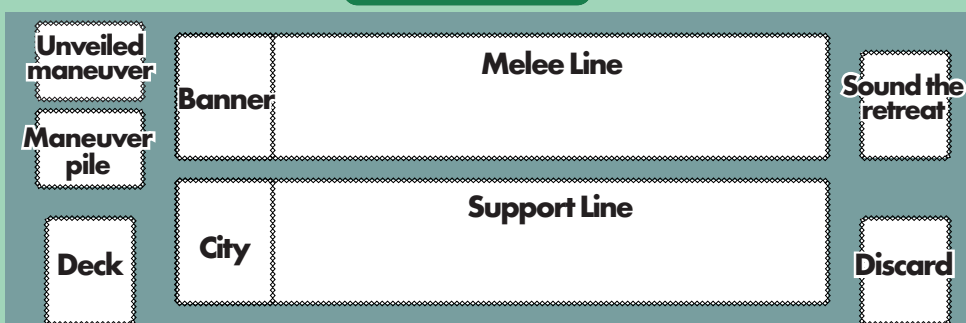 Unveiled
maneuver
Melee Line
Banner
Sound the
retreat
Maneuver
pile
Support Line
City
Deck
Discard